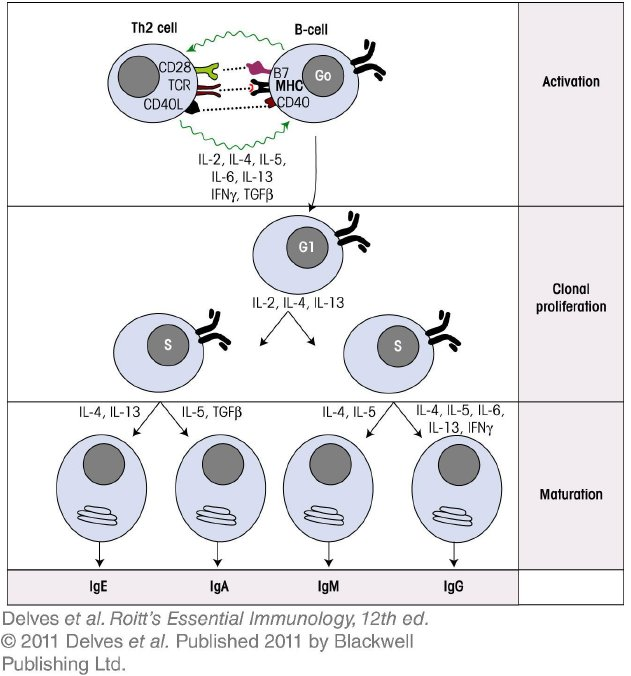 Th2 cell
B-cell
CD28
TCR
CD40L
B7
MHC
CD40
Go
IL-2, IL-4, IL-5,
IL-6, IL-13
IFNγ, TGFβ
Activation
G1
IL-2, IL-4, IL-13
S
S
Clonal
proliferation
IL-4, IL-13
IL-5, TGFβ
IL-4, IL-5
IL-4, IL-5, IL-6,
IL-13, IFNγ
Maturation
IgE
IgA
IgM
IgG
Delves et al. Roitt's Essential Immunology, 12th ed.
© 2011 Delves et al. Published 2011 by Blackwell
Publishing Ltd.